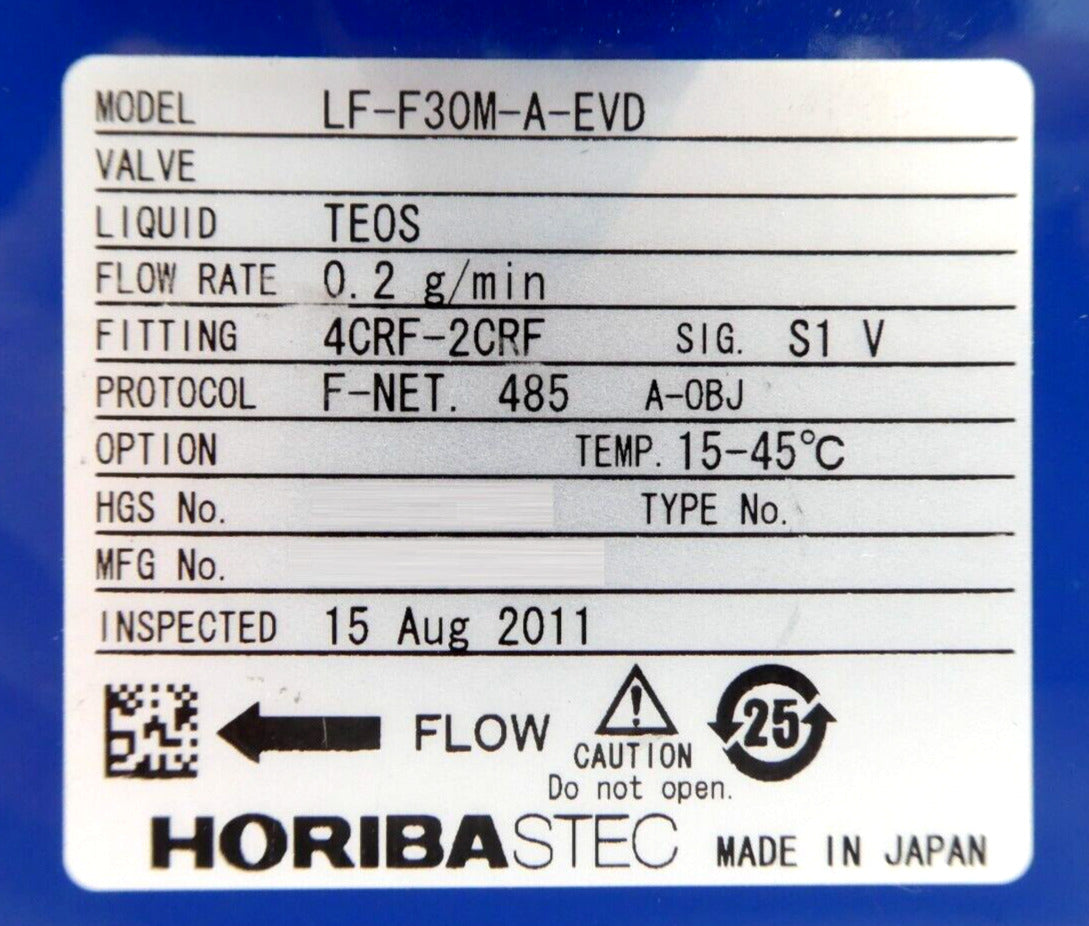 MODEL LF-F30M-A-EVD
VALVE
LIQUID TEOS
FLOW RATE 0.2 g/min
FITTING 4CRF-2CRF SIG. S1 V
PROTOCOL F-NET. 485 A-OBJ
OPTION TEMP. 15-45℃
HGS No. TYPE No.
MFG No.
INSPECTED 15 Aug 2011
FLOW
CAUTION
Do not open.
25
HORIBASTEC MADE IN JAPAN